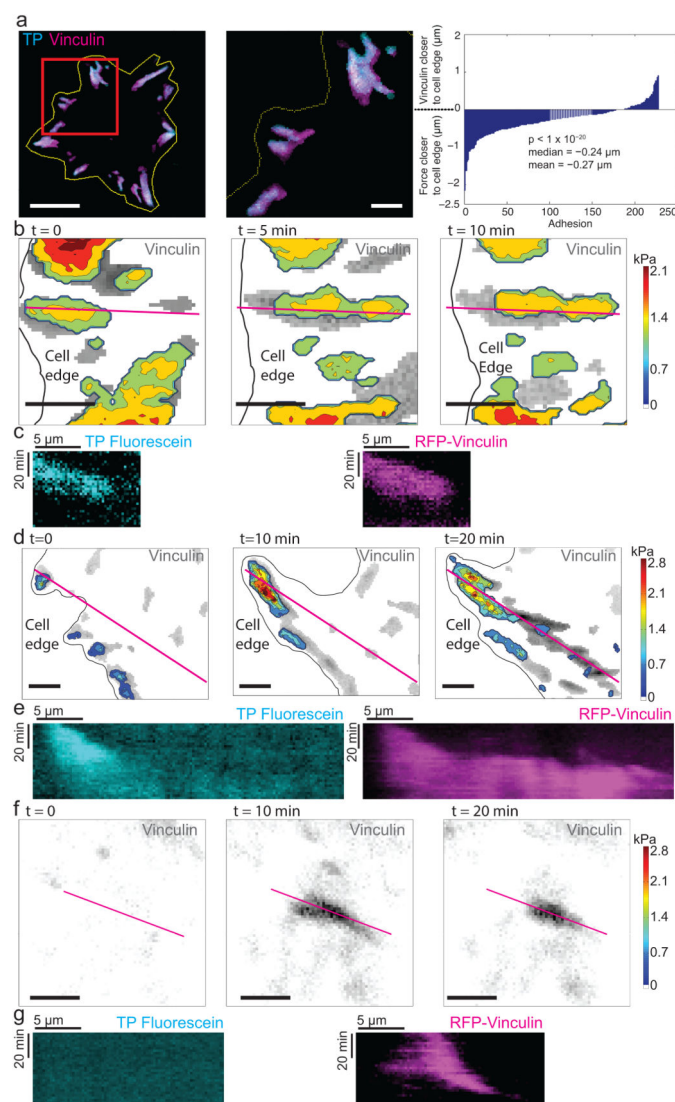 a
TP Vinculin
Vinculin closer
to cell edge (µm)
Force closer
to cell edge (µm)
2
1
0
-1
-2
-2.5
p < 1 x 10⁻²⁰
median = −0.24 µm
mean = −0.27 µm
0 50 100 150 200 250
Adhesion
b
t = 0
t = 5 min
t = 10 min
Vinculin
Vinculin
Vinculin
Cell
edge
Cell
edge
Cell
Edge
kPa
2.1
1.8
1.2
0.6
0
c
5 µm
TP Fluorescein
20 min
5 µm
RFP-Vinculin
20 min
d
t=0
t=10 min
t=20 min
Vinculin
Vinculin
Vinculin
Cell
edge
Cell
edge
Cell
edge
kPa
2.8
2.1
1.4
0.7
0
e
5 µm
TP Fluorescein
20 min
5 µm
RFP-Vinculin
20 min
f
t = 0
t = 10 min
t = 20 min
Vinculin
Vinculin
Vinculin
kPa
2.8
2.1
1.4
0.7
0
g
5 µm
TP Fluorescein
20 min
5 µm
RFP-Vinculin
20 min